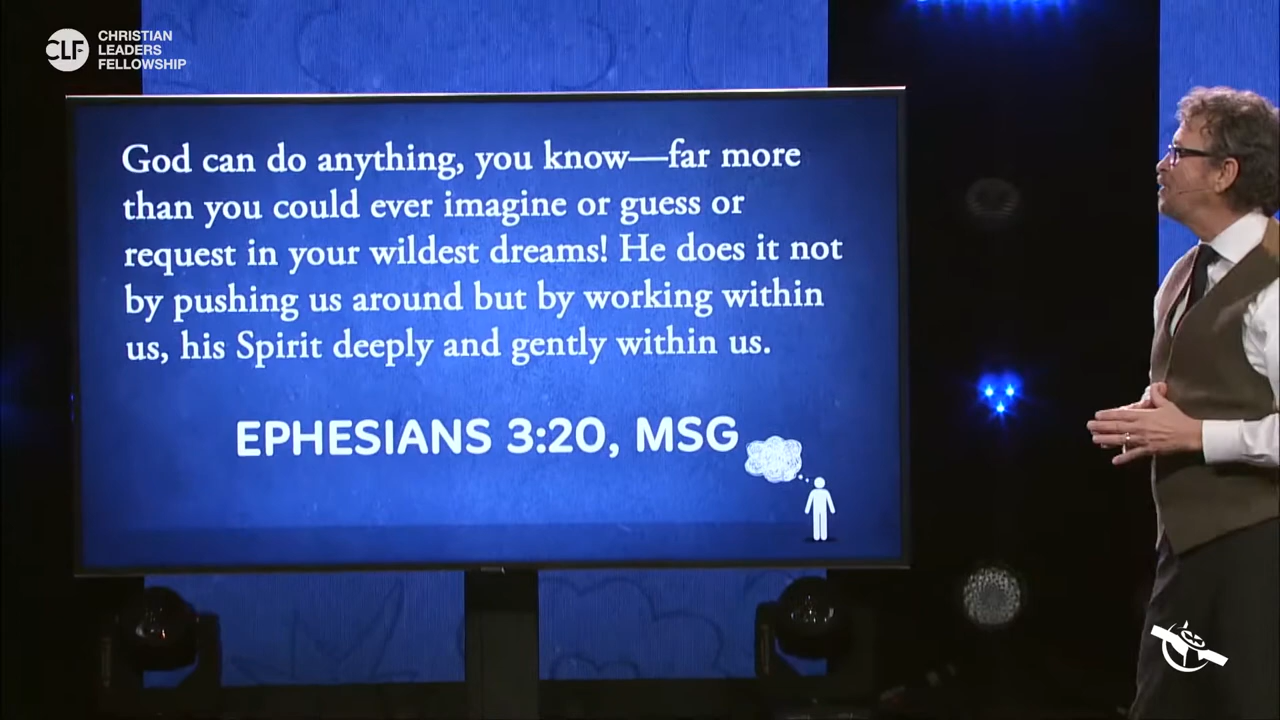 CLF
CHRISTIAN
LEADERS
FELLOWSHIP
God can do anything, you know—far more
than you could ever imagine or guess or
request in your wildest dreams! He does it not
by pushing us around but by working within
us, his Spirit deeply and gently within us.
EPHESIANS 3:20, MSG